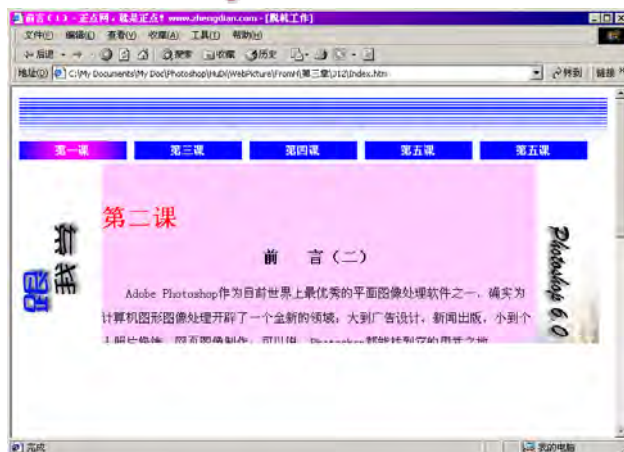 前言(1) - 正点网,就是正点! www.zhengdian.com - [脱机工作]
文件(F) 编辑(E) 查看(V) 收藏(A) 工具(T) 帮助(H)
后退 搜索 收藏 历史
地址(D) C:\My Documents\My Doc\Photoshop\HuDi\WebPicture\FromH\第三章\J12\Index.htm 转到 链接
第一课 第三课 第四课 第五课 第五课
第二课
前 言(二)
Adobe Photoshop作为目前世界上最优秀的平面图像处理软件之一,确实为
计算机图形图像处理开辟了一个全新的领域;大到广告设计,新闻出版,小到个
Photoshop 6.0
完成 我的电脑